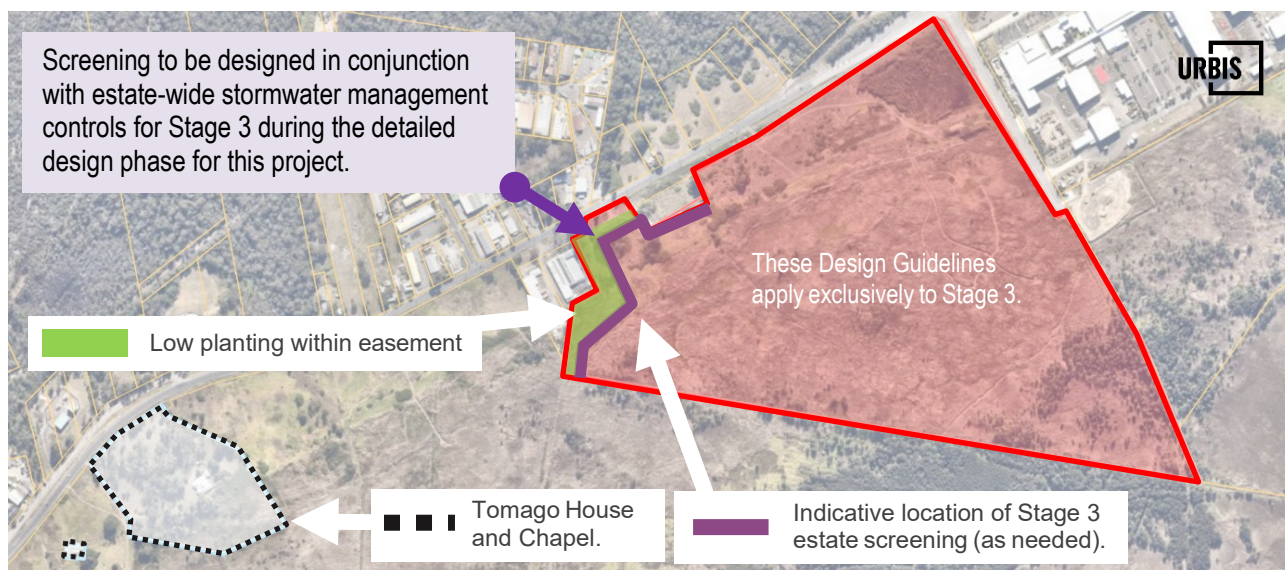 Screening to be designed in conjunction
with estate-wide stormwater management
controls for Stage 3 during the detailed
design phase for this project.
URBIS
These Design Guidelines
apply exclusively to Stage 3.
Low planting within easement
Tomago House
and Chapel.
Indicative location of Stage 3
estate screening (as needed).